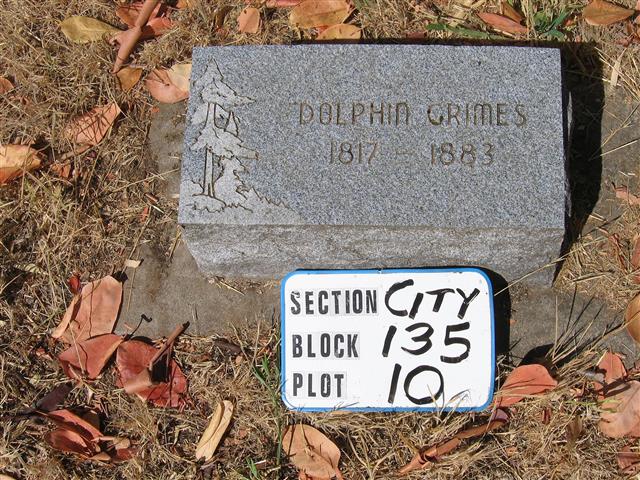 DOLPHIN GRIMES
1817 - 1883
SECTION CITY
BLOCK 135
PLOT 10